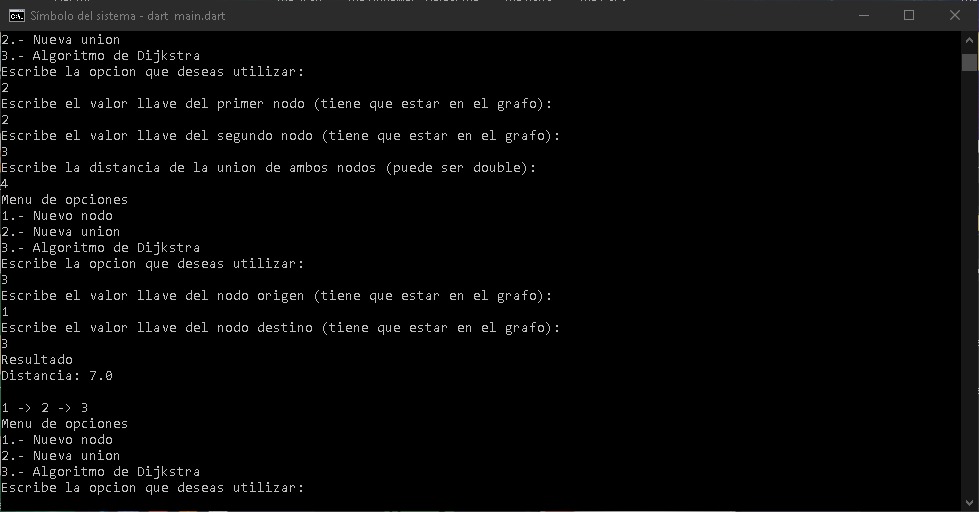 Símbolo del sistema - dart  main.dart
2.- Nueva union
3.- Algoritmo de Dijkstra
Escribe la opcion que deseas utilizar:
2
Escribe el valor llave del primer nodo (tiene que estar en el grafo):
2
Escribe el valor llave del segundo nodo (tiene que estar en el grafo):
3
Escribe la distancia de la union de ambos nodos (puede ser double):
4
Menu de opciones
1.- Nuevo nodo
2.- Nueva union
3.- Algoritmo de Dijkstra
Escribe la opcion que deseas utilizar:
3
Escribe el valor llave del nodo origen (tiene que estar en el grafo):
1
Escribe el valor llave del nodo destino (tiene que estar en el grafo):
3
Resultado
Distancia: 7.0
1 -> 2 -> 3
Menu de opciones
1.- Nuevo nodo
2.- Nueva union
3.- Algoritmo de Dijkstra
Escribe la opcion que deseas utilizar: